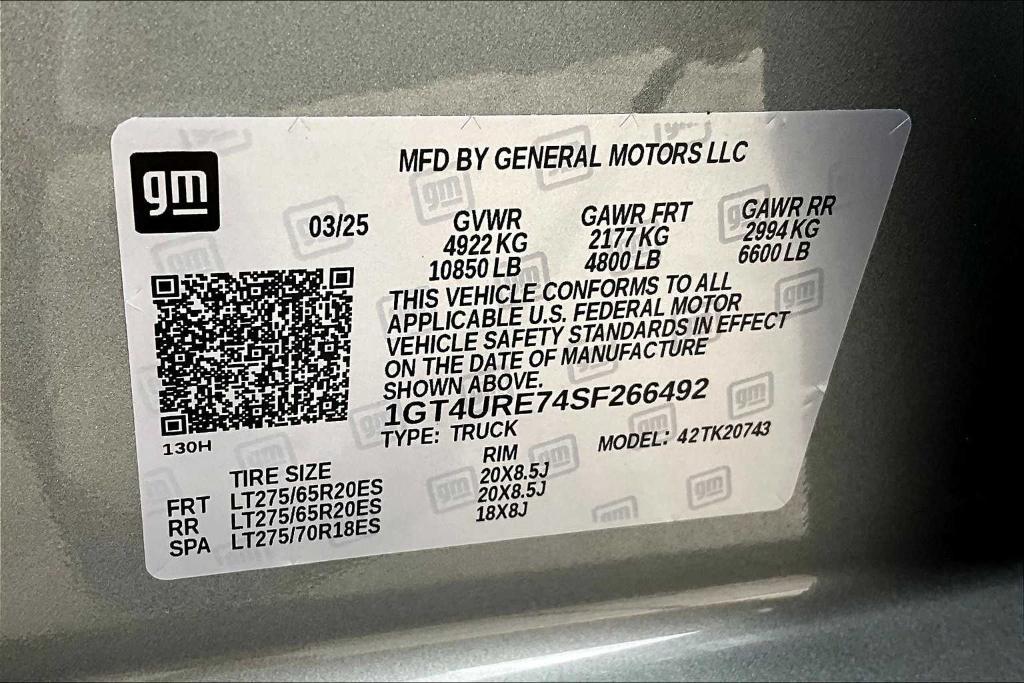 gm
MFD BY GENERAL MOTORS LLC
03/25
GVWR GAWR FRT GAWR RR
4922 KG 2177 KG 2994 KG
10850 LB 4800 LB 6600 LB
THIS VEHICLE CONFORMS TO ALL
APPLICABLE U.S. FEDERAL MOTOR
VEHICLE SAFETY STANDARDS IN EFFECT
ON THE DATE OF MANUFACTURE
SHOWN ABOVE.
1GT4URE74SF266492
130H
TYPE: TRUCK MODEL: 42TK20743
TIRE SIZE RIM
FRT LT275/65R20ES 20X8.5J
RR LT275/65R20ES 20X8.5J
SPA LT275/70R18ES 18X8J